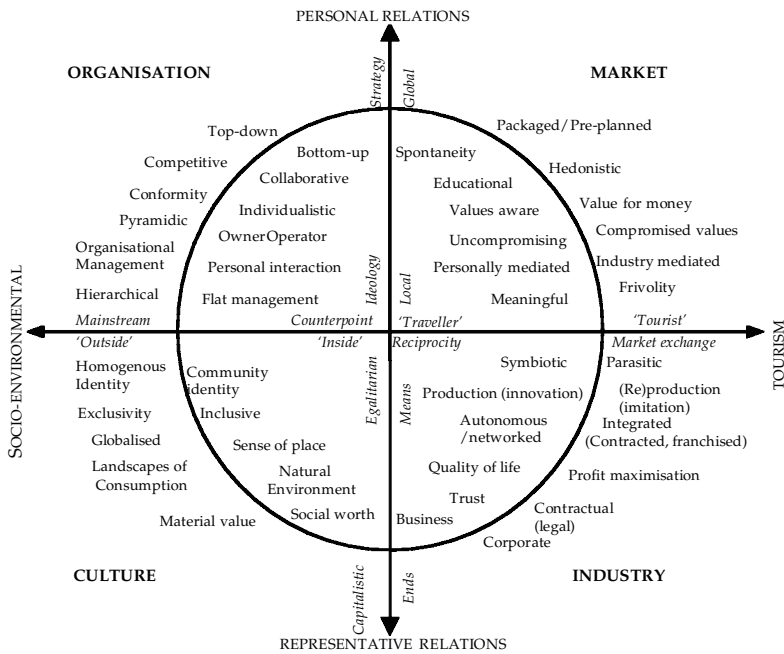 PERSONAL RELATIONS
ORGANISATION
MARKET
Strategy
Global
Top-down
Packaged/Pre-planned
Bottom-up
Spontaneity
Competitive
Collaborative
Hedonistic
Educational
Conformity
Individualistic
Values aware
Value for money
Pyramidic
OwnerOperator
Uncompromising
Compromised values
Organisational
Management
Personal interaction
Personally mediated
Industry mediated
Hierarchical
Flat management
Ideology
Local
Meaningful
Frivolity
Mainstream
Counterpoint
'Traveller'
'Tourist'
SOCIO-ENVIRONMENTAL
TOURISM
'Outside'
'Inside'
Reciprocity
Market exchange
Homogenous
Identity
Community
identity
Egalitarian
Means
Symbiotic
Parasitic
Exclusivity
Inclusive
Production (innovation)
(Re)production
(imitation)
Globalised
Sense of place
Autonomous
/networked
Integrated
(Contracted, franchised)
Landscapes of
Consumption
Natural
Environment
Quality of life
Profit maximisation
Material value
Social worth
Trust
Business
Contractual
(legal)
Corporate
CULTURE
INDUSTRY
Capitalistic
Ends
REPRESENTATIVE RELATIONS